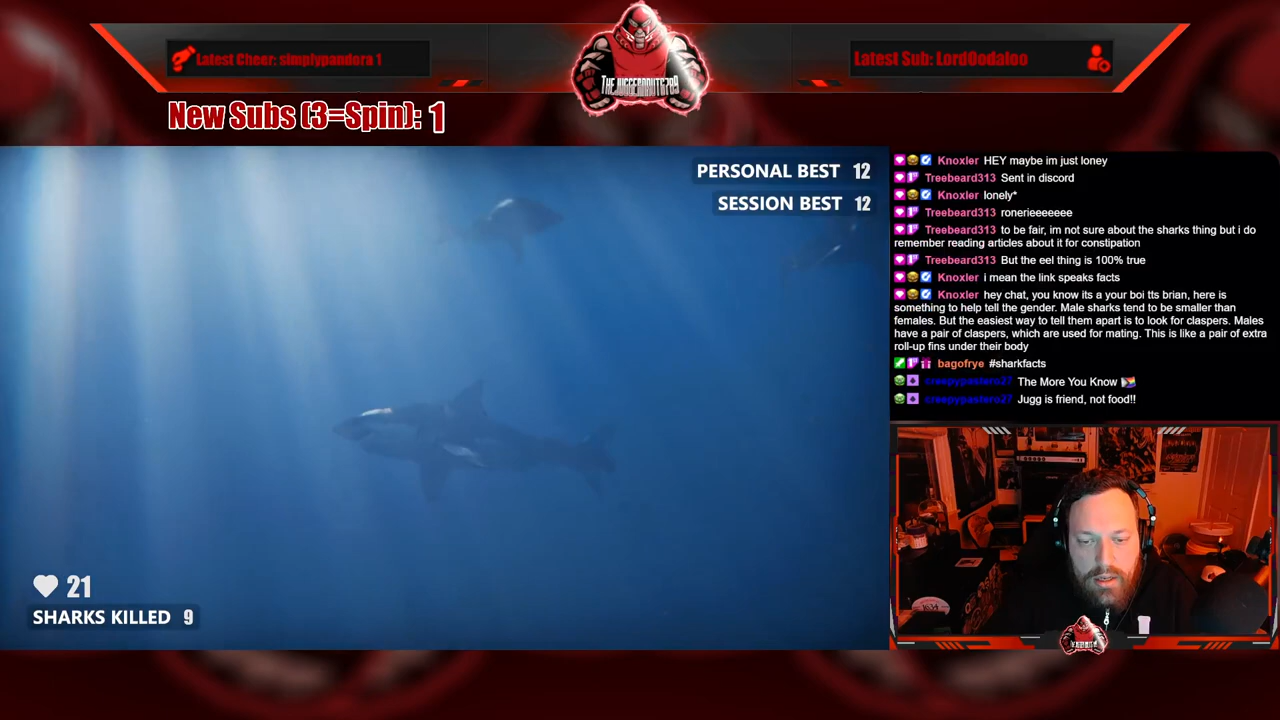 Latest Cheer: simplypandora 1
THEJUGGERNAUT6789
Latest Sub: LordOodaloo
New Subs (3=Spin): 1
PERSONAL BEST 12
SESSION BEST 12
Knoxler HEY maybe im just loney
Treebeard313 Sent in discord
Knoxler lonely*
Treebeard313 ronerieeeeee
Treebeard313 to be fair, im not sure about the sharks thing but i do
remember reading articles about it for constipation
Treebeard313 But the eel thing is 100% true
Knoxler i mean the link speaks facts
Knoxler hey chat, you know its a your boi tts brian, here is
something to help tell the gender. Male sharks tend to be smaller than
females. But the easiest way to tell them apart is to look for claspers. Males
have a pair of claspers, which are used for mating. This is like a pair of extra
roll-up fins under their body
bagofrye #sharkfacts
creepypastero27 The More You Know
creepypastero27 Jugg is friend, not food!!
21
SHARKS KILLED 9